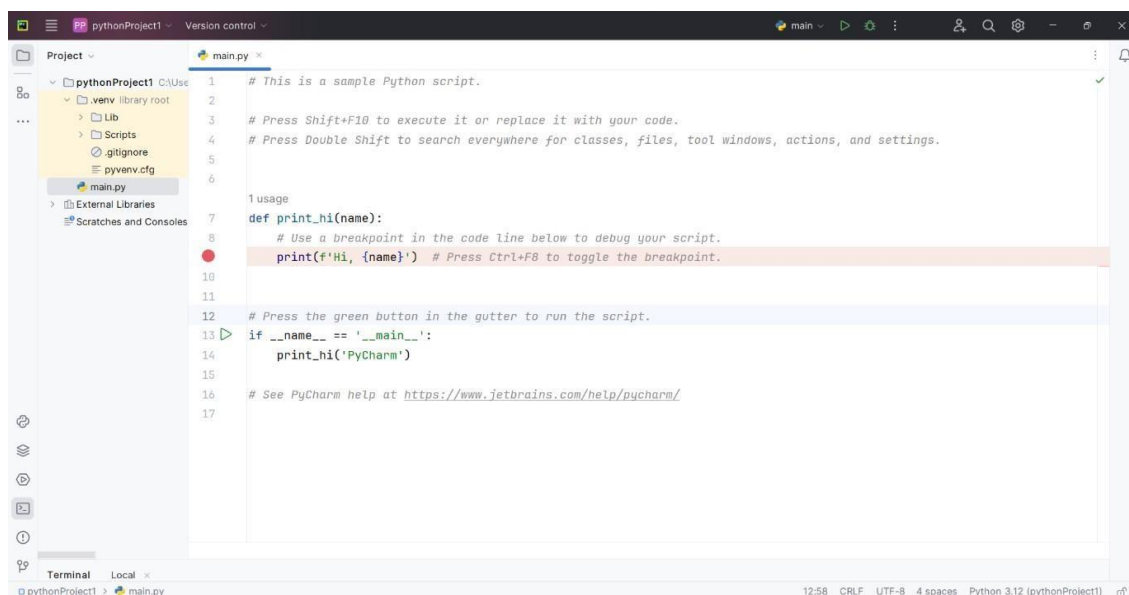 PP pythonProject1 Version control main
Project
main.py
pythonProject1 C:\Use
.venv library root
Lib
Scripts
.gitignore
pyvenv.cfg
main.py
External Libraries
Scratches and Consoles
1 # This is a sample Python script.
2
3 # Press Shift+F10 to execute it or replace it with your code.
4 # Press Double Shift to search everywhere for classes, files, tool windows, actions, and settings.
5
6
1 usage
7 def print_hi(name):
8 # Use a breakpoint in the code line below to debug your script.
print(f'Hi, {name}') # Press Ctrl+F8 to toggle the breakpoint.
10
11
12 # Press the green button in the gutter to run the script.
13 if __name__ == '__main__':
14 print_hi('PyCharm')
15
16 # See PyCharm help at https://www.jetbrains.com/help/pycharm/
17
Terminal Local
pythonProject1 > main.py 12:58 CRLF UTF-8 4 spaces Python 3.12 (pythonProject1)